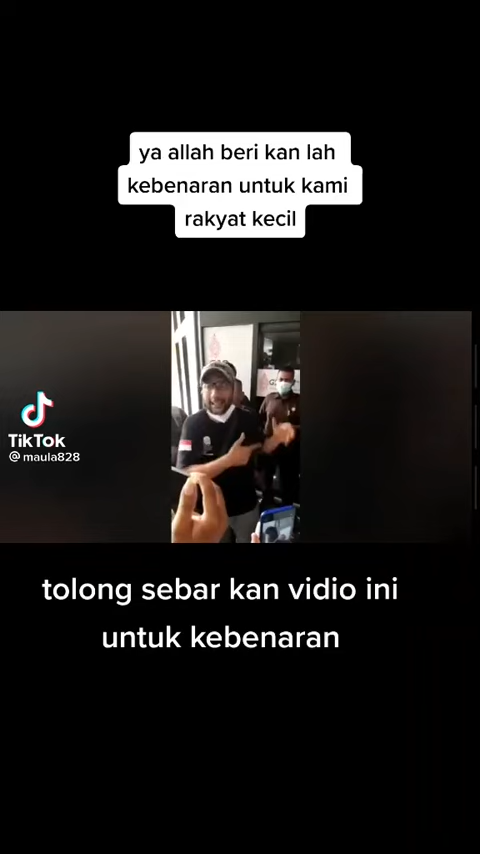 ya allah beri kan lah
kebenaran untuk kami
rakyat kecil
TikTok
@maula828
tolong sebar kan vidio ini
untuk kebenaran